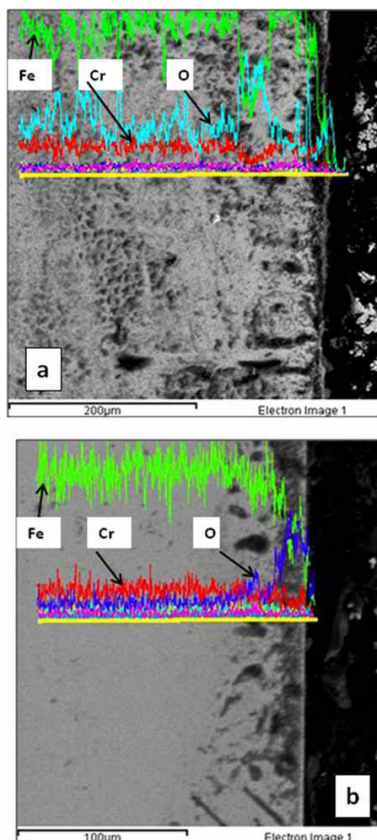 Fe
Cr
O
a
200µm
Electron Image 1
Fe
Cr
O
b
100µm
Electron Image 1